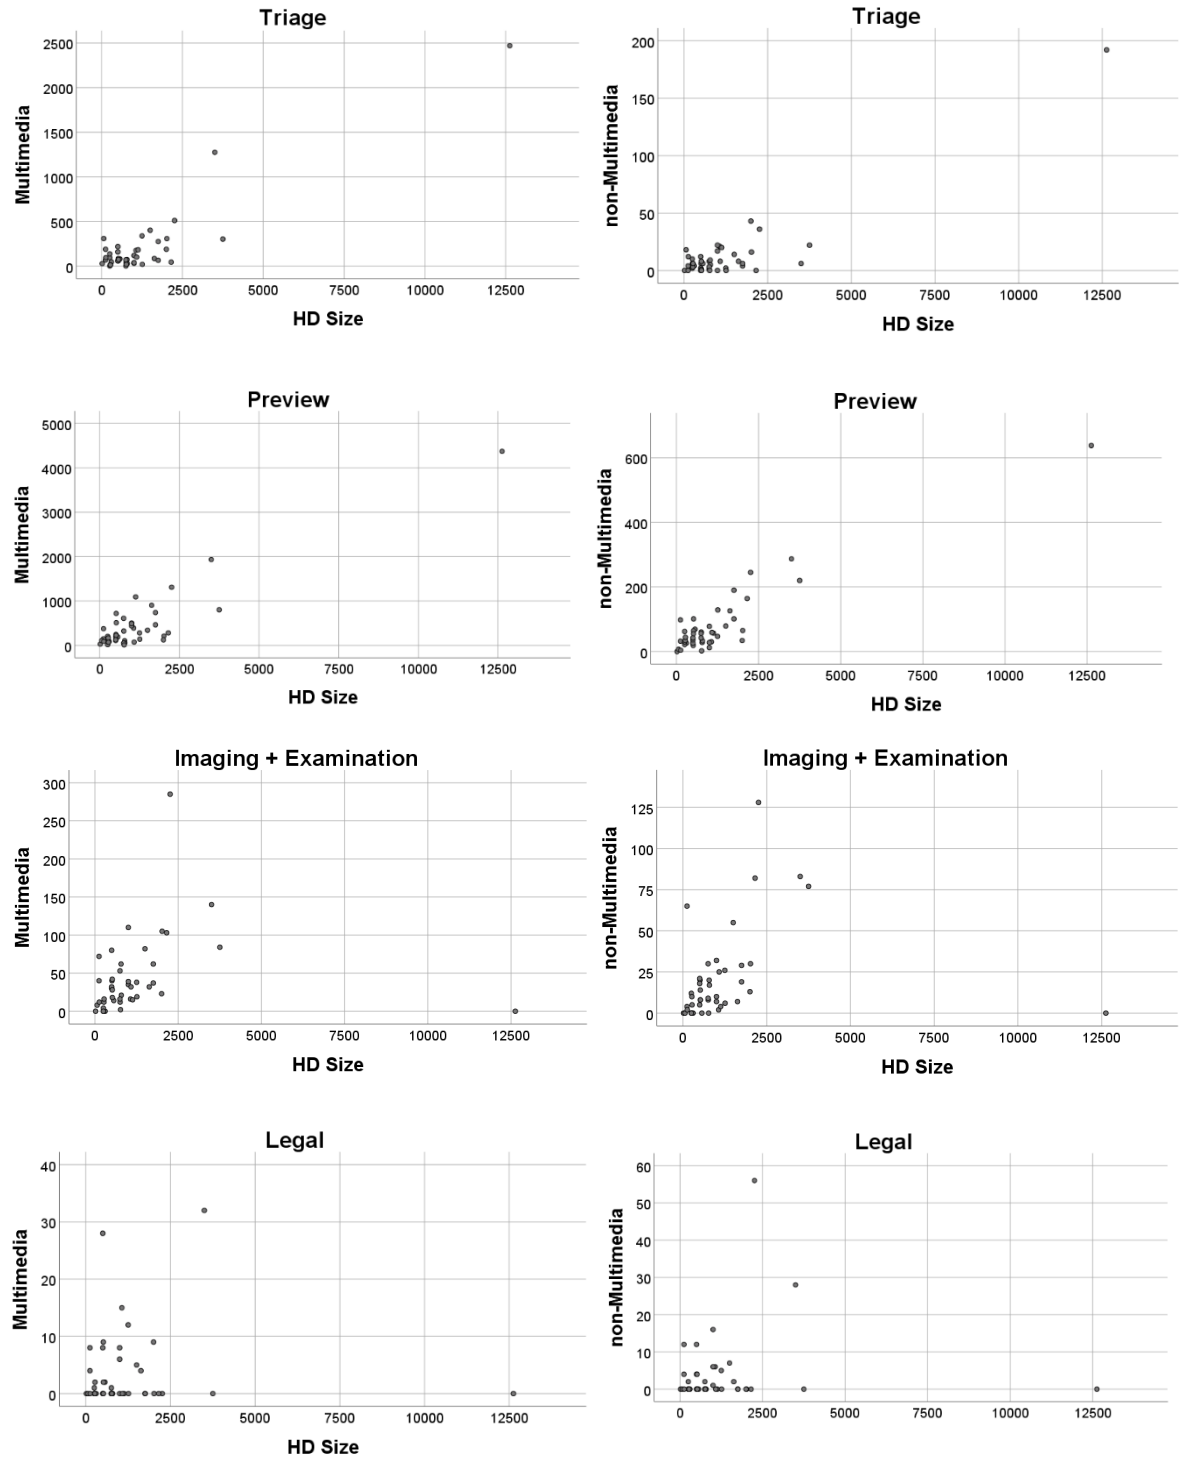 Triage
Multimedia
2500
2000
1500
1000
500
0
0 2500 5000 7500 10000 12500
HD Size
Triage
non-Multimedia
200
150
100
50
0
0 2500 5000 7500 10000 12500
HD Size
Preview
Multimedia
5000
4000
3000
2000
1000
0
0 2500 5000 7500 10000 12500
HD Size
Preview
non-Multimedia
600
400
200
0
0 2500 5000 7500 10000 12500
HD Size
Imaging + Examination
Multimedia
300
250
200
150
100
50
0
0 2500 5000 7500 10000 12500
HD Size
Imaging + Examination
non-Multimedia
125
100
75
50
25
0
0 2500 5000 7500 10000 12500
HD Size
Legal
Multimedia
40
30
20
10
0
0 2500 5000 7500 10000 12500
HD Size
Legal
non-Multimedia
60
50
40
30
20
10
0
0 2500 5000 7500 10000 12500